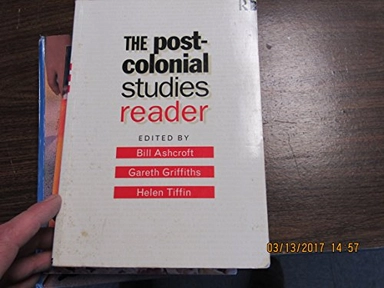 THE post-
colonial
studies
reader
EDITED BY
Bill Ashcroft
Gareth Griffiths
Helen Tiffin
03/13/2017 14:57